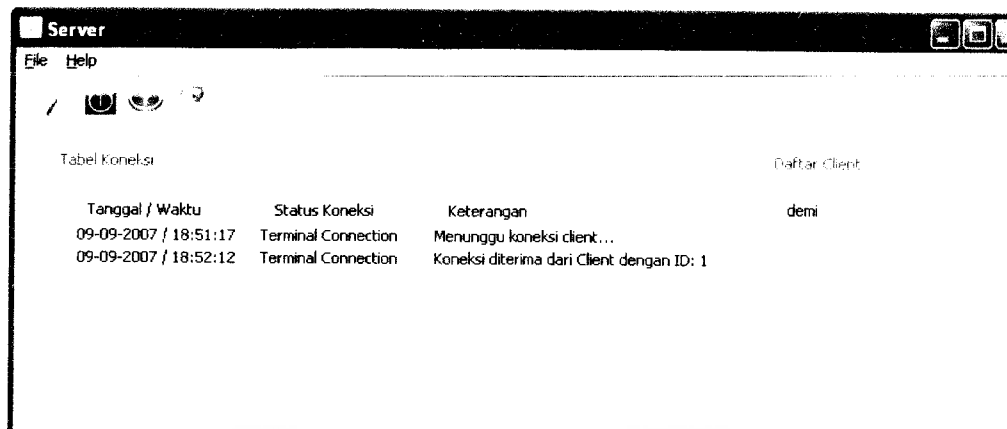 Server
File Help
Tabel Koneksi
Daftar Client
Tanggal / Waktu Status Koneksi Keterangan demi
09-09-2007 / 18:51:17 Terminal Connection Menunggu koneksi client...
09-09-2007 / 18:52:12 Terminal Connection Koneksi diterima dari Client dengan ID: 1